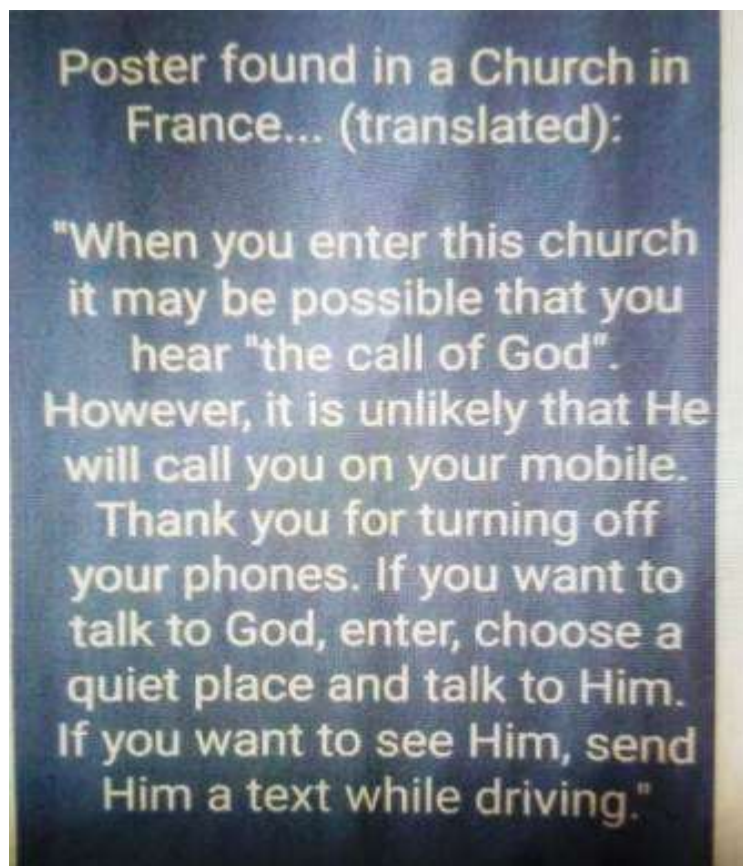 Poster found in a Church in
France... (translated):
"When you enter this church
it may be possible that you
hear "the call of God".
However, it is unlikely that He
will call you on your mobile.
Thank you for turning off
your phones. If you want to
talk to God, enter, choose a
quiet place and talk to Him.
If you want to see Him, send
Him a text while driving."